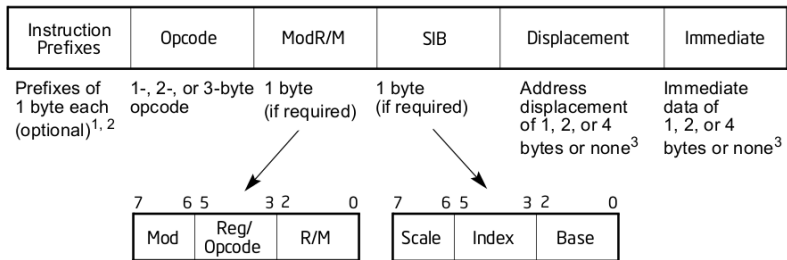 Instruction Prefixes Opcode ModR/M SIB Displacement Immediate
Prefixes of 1 byte each (optional)1, 2
1-, 2-, or 3-byte opcode
1 byte (if required)
1 byte (if required)
Address displacement of 1, 2, or 4 bytes or none3
Immediate data of 1, 2, or 4 bytes or none3
7 6 5 3 2 0
Mod Reg/Opcode R/M
7 6 5 3 2 0
Scale Index Base